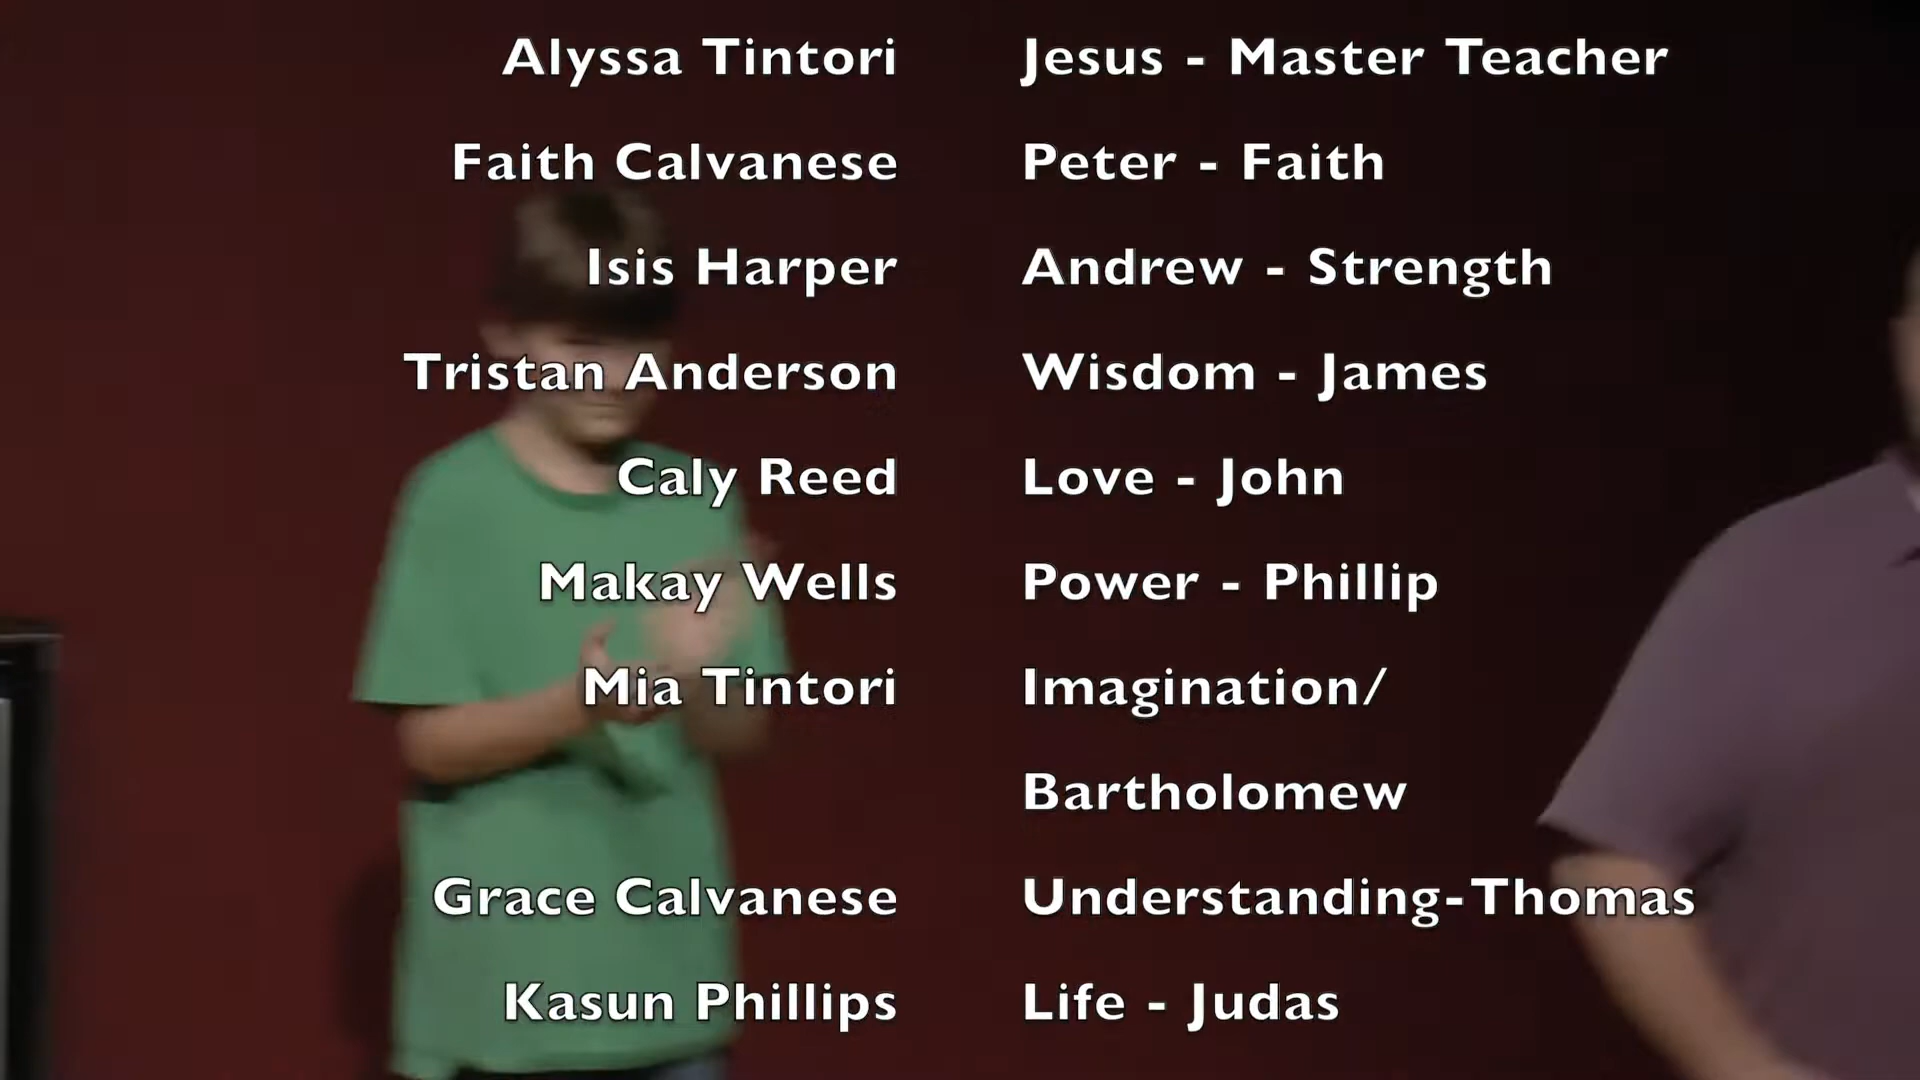 Alyssa Tintori Jesus - Master Teacher
Faith Calvanese Peter - Faith
Isis Harper Andrew - Strength
Tristan Anderson Wisdom - James
Caly Reed Love - John
Makay Wells Power - Phillip
Mia Tintori Imagination/
Bartholomew
Grace Calvanese Understanding-Thomas
Kasun Phillips Life - Judas